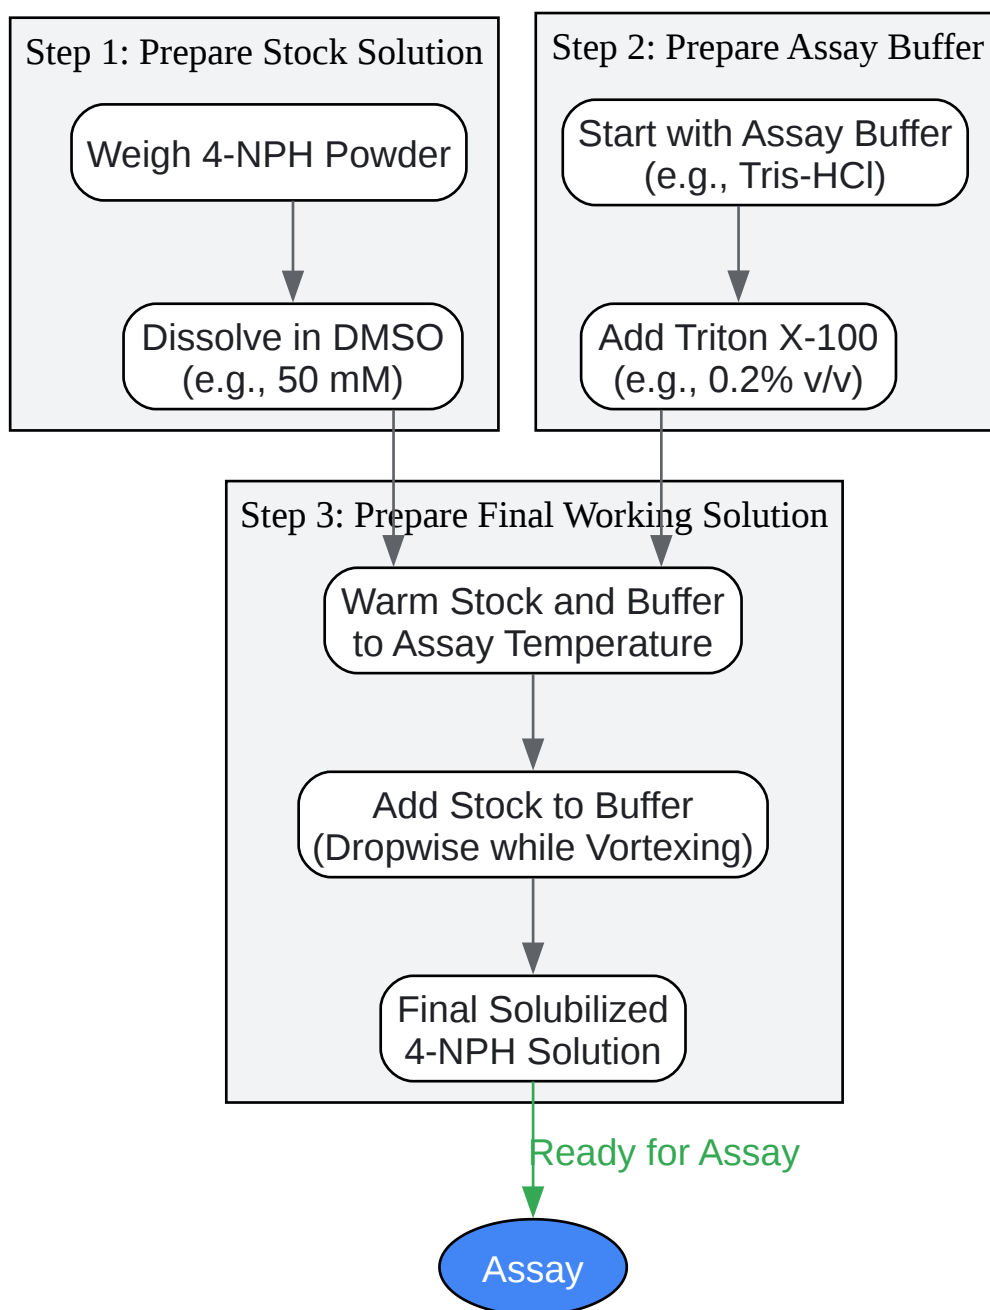 Step 1: Prepare Stock Solution
Weigh 4-NPH Powder
Dissolve in DMSO
(e.g., 50 mM)
Step 2: Prepare Assay Buffer
Start with Assay Buffer
(e.g., Tris-HCl)
Add Triton X-100
(e.g., 0.2% v/v)
Step 3: Prepare Final Working Solution
Warm Stock and Buffer
to Assay Temperature
Add Stock to Buffer
(Dropwise while Vortexing)
Final Solubilized
4-NPH Solution
Ready for Assay
Assay